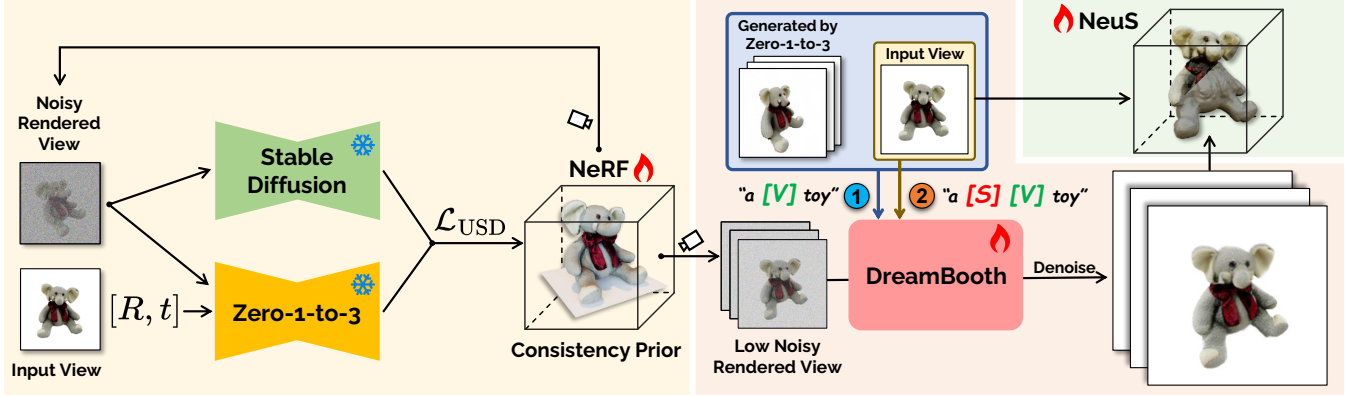 Noisy
Rendered
View
Input View
[R, t]
Stable
Diffusion
Zero-1-to-3
ℒ_USD
NeRF
Consistency Prior
Generated by
Zero-1-to-3
Input View
"a [V] toy" 1
2 "a [S] [V] toy"
Low Noisy
Rendered View
DreamBooth
Denoise
NeuS